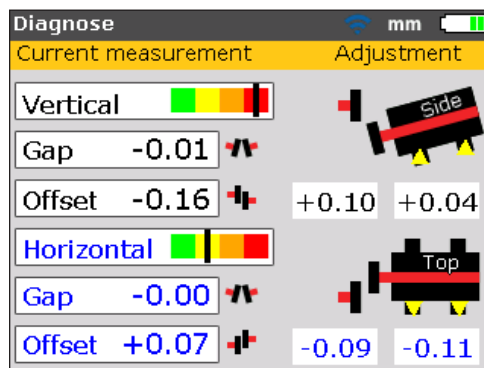 Diagnose mm
Current measurement Adjustment
Vertical
Side
Gap -0.01
Offset -0.16 +0.10 +0.04
Horizontal
Top
Gap -0.00
Offset +0.07 -0.09 -0.11